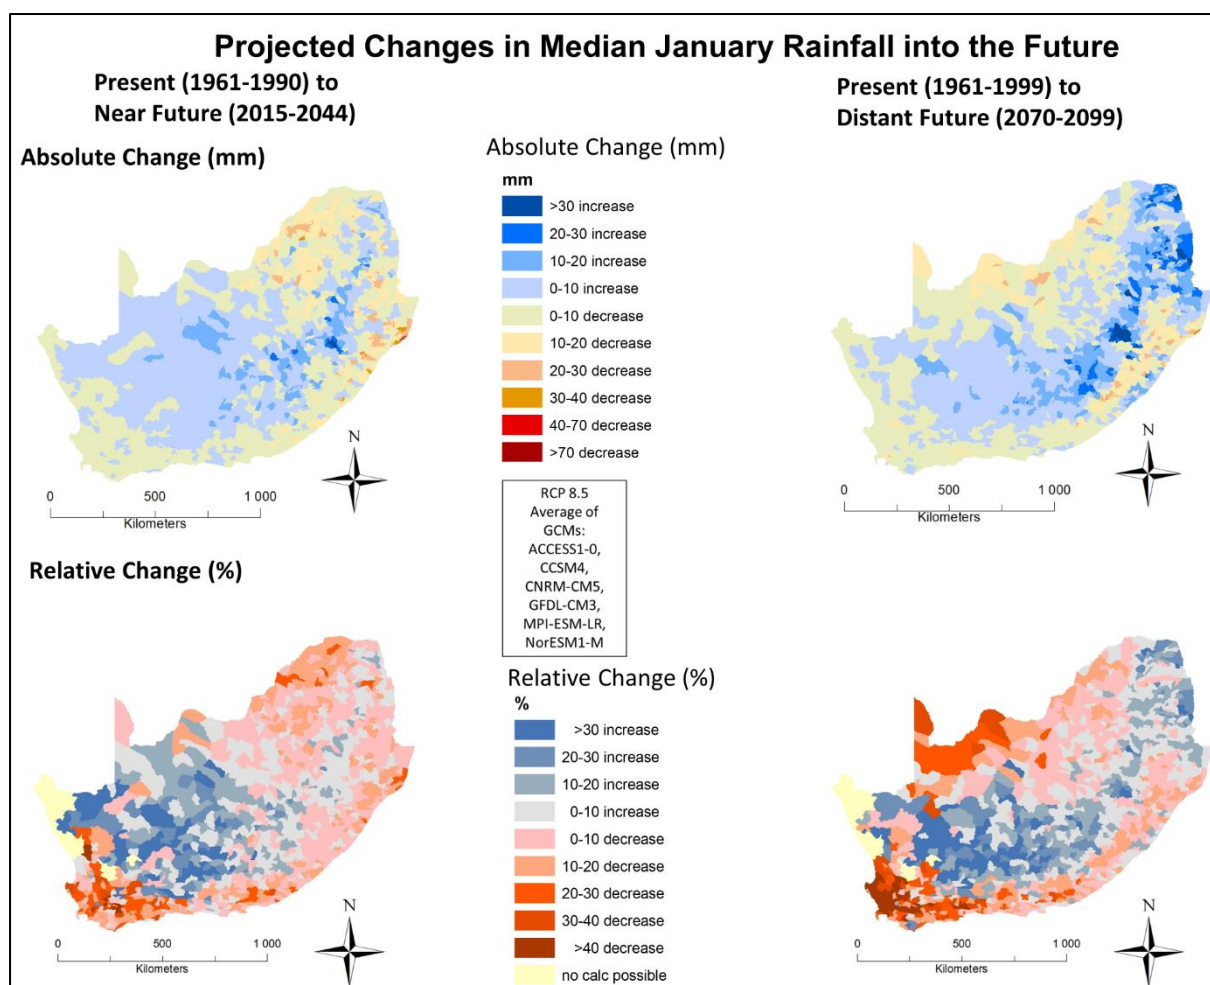 Projected Changes in Median January Rainfall into the Future
Present (1961-1990) to
Near Future (2015-2044)
Present (1961-1999) to
Distant Future (2070-2099)
Absolute Change (mm)
Absolute Change (mm)
mm
>30 increase
20-30 increase
10-20 increase
0-10 increase
0-10 decrease
10-20 decrease
20-30 decrease
30-40 decrease
40-70 decrease
>70 decrease
N
0 500 1 000
Kilometers
N
0 500 1 000
Kilometers
RCP 8.5
Average of
GCMs:
ACCESS1-0,
CCSM4,
CNRM-CM5,
GFDL-CM3,
MPI-ESM-LR,
NorESM1-M
Relative Change (%)
Relative Change (%)
%
>30 increase
20-30 increase
10-20 increase
0-10 increase
0-10 decrease
10-20 decrease
20-30 decrease
30-40 decrease
>40 decrease
no calc possible
N
0 500 1 000
Kilometers
N
0 500 1 000
Kilometers